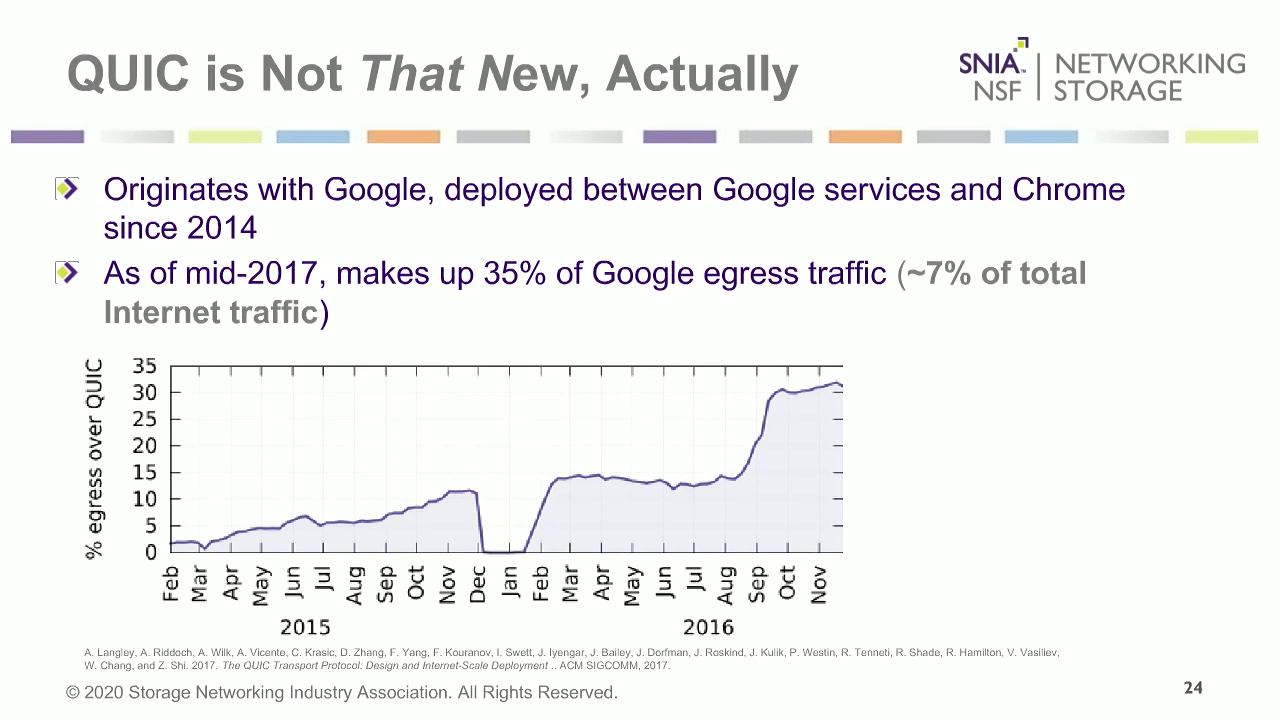 QUIC is Not That New, Actually
SNIA™ NSF | NETWORKING STORAGE
Originates with Google, deployed between Google services and Chrome
since 2014
As of mid-2017, makes up 35% of Google egress traffic (~7% of total
Internet traffic)
% egress over QUIC
35
30
25
20
15
10
5
0
Feb Mar Apr May Jun Jul Aug Sep Oct Nov Dec Jan Feb Mar Apr May Jun Jul Aug Sep Oct Nov
2015 2016
A. Langley, A. Riddoch, A. Wilk, A. Vicente, C. Krasic, D. Zhang, F. Yang, F. Kouranov, I. Swett, J. Iyengar, J. Bailey, J. Dorfman, J. Roskind, J. Kulik, P. Westin, R. Tenneti, R. Shade, R. Hamilton, V. Vasiliev,
W. Chang, and Z. Shi. 2017. The QUIC Transport Protocol: Design and Internet-Scale Deployment .. ACM SIGCOMM, 2017.
© 2020 Storage Networking Industry Association. All Rights Reserved.
24